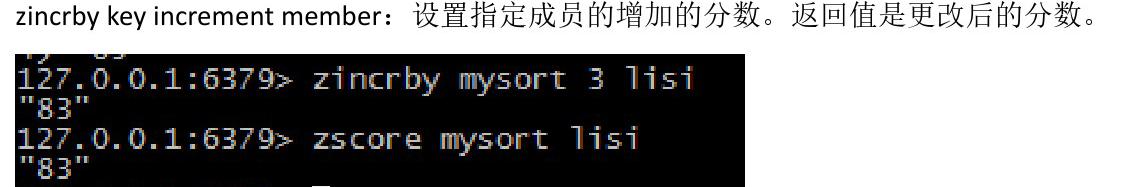 zincrby key increment member：设置指定成员的增加的分数。返回值是更改后的分数。
127.0.0.1:6379> zincrby mysort 3 lisi
"83"
127.0.0.1:6379> zscore mysort lisi
"83"